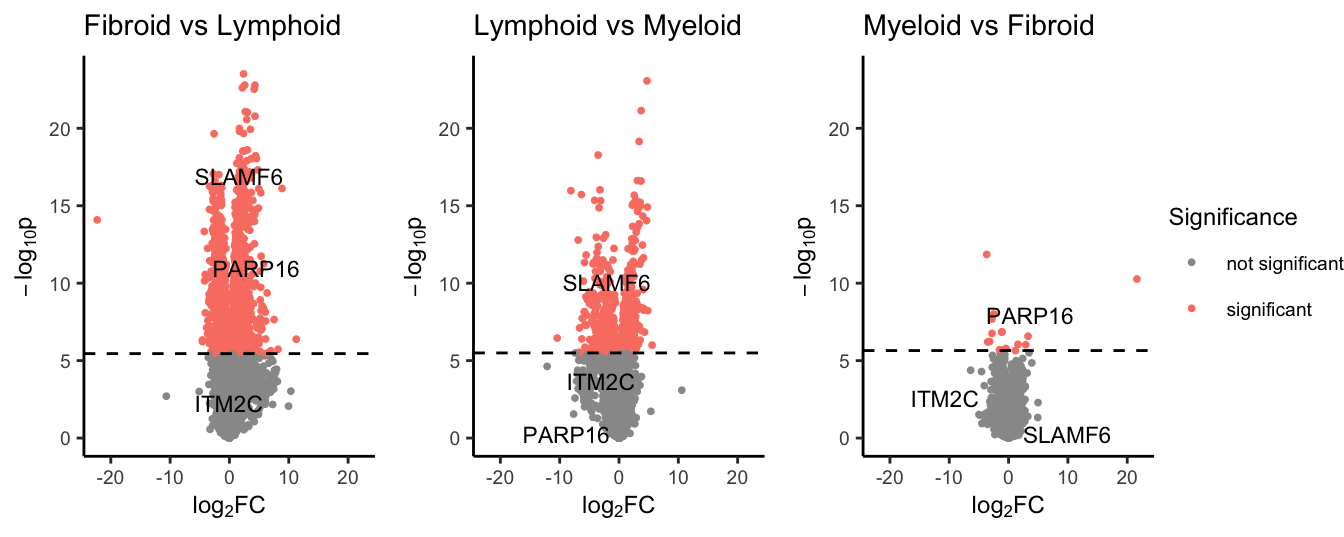 Fibroid vs Lymphoid
Lymphoid vs Myeloid
Myeloid vs Fibroid
−log10p
20
15
10
5
0
SLAMF6
PARP16
ITM2C
-20
-10
0
10
20
log2FC
−log10p
20
15
10
5
0
SLAMF6
ITM2C
PARP16
-20
-10
0
10
20
log2FC
−log10p
20
15
10
5
0
PARP16
ITM2C
SLAMF6
-20
-10
0
10
20
log2FC
Significance
not significant
significant